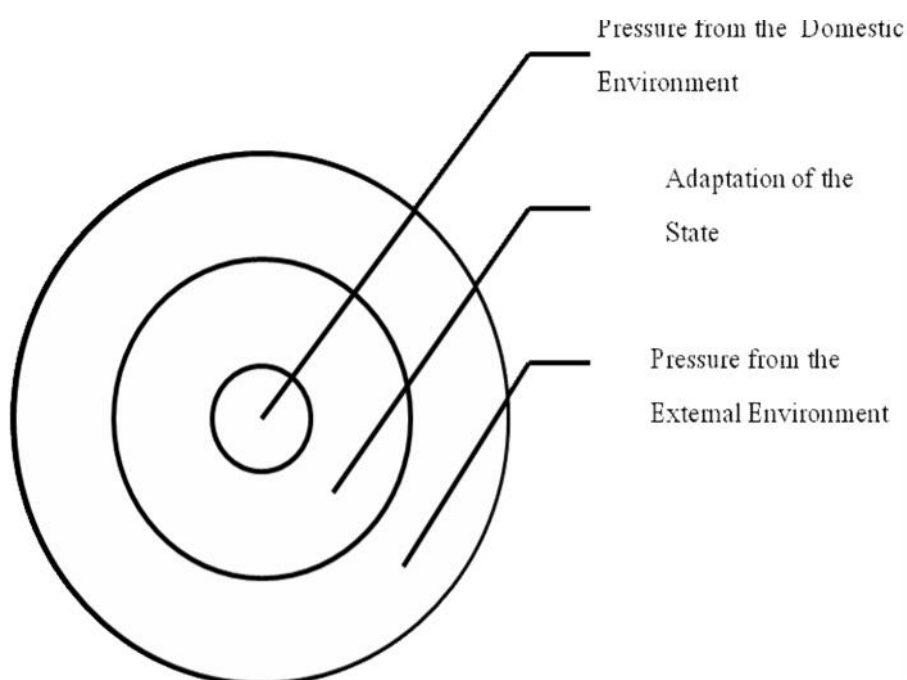 Pressure from the Domestic
Environment
Adaptation of the
State
Pressure from the
External Environment